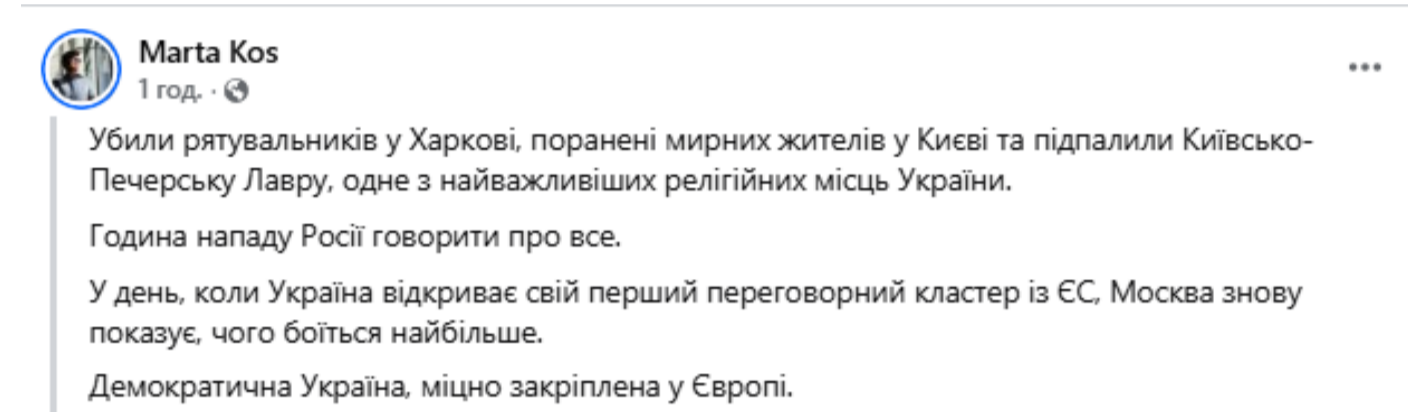 Marta Kos
1 год. ·
Убили рятувальників у Харкові, поранені мирних жителів у Києві та підпалили Київсько-
Печерську Лавру, одне з найважливіших релігійних місць України.
Година нападу Росії говорити про все.
У день, коли Україна відкриває свій перший переговорний кластер із ЄС, Москва знову
показує, чого боїться найбільше.
Демократична Україна, міцно закріплена у Європі.